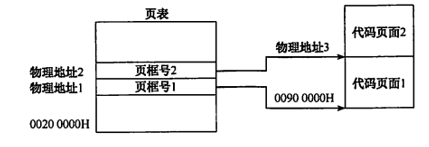 页表
代码页面2
物理地址3
物理地址2
页框号2
物理地址1
页框号1
代码页面1
0090 0000H
0020 0000H